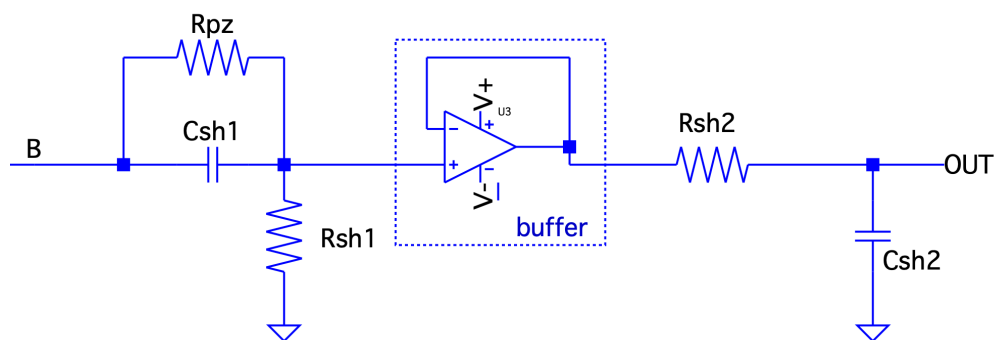 Rpz
Csh1
B
Rsh1
V+
U3
V-
buffer
Rsh2
OUT
Csh2